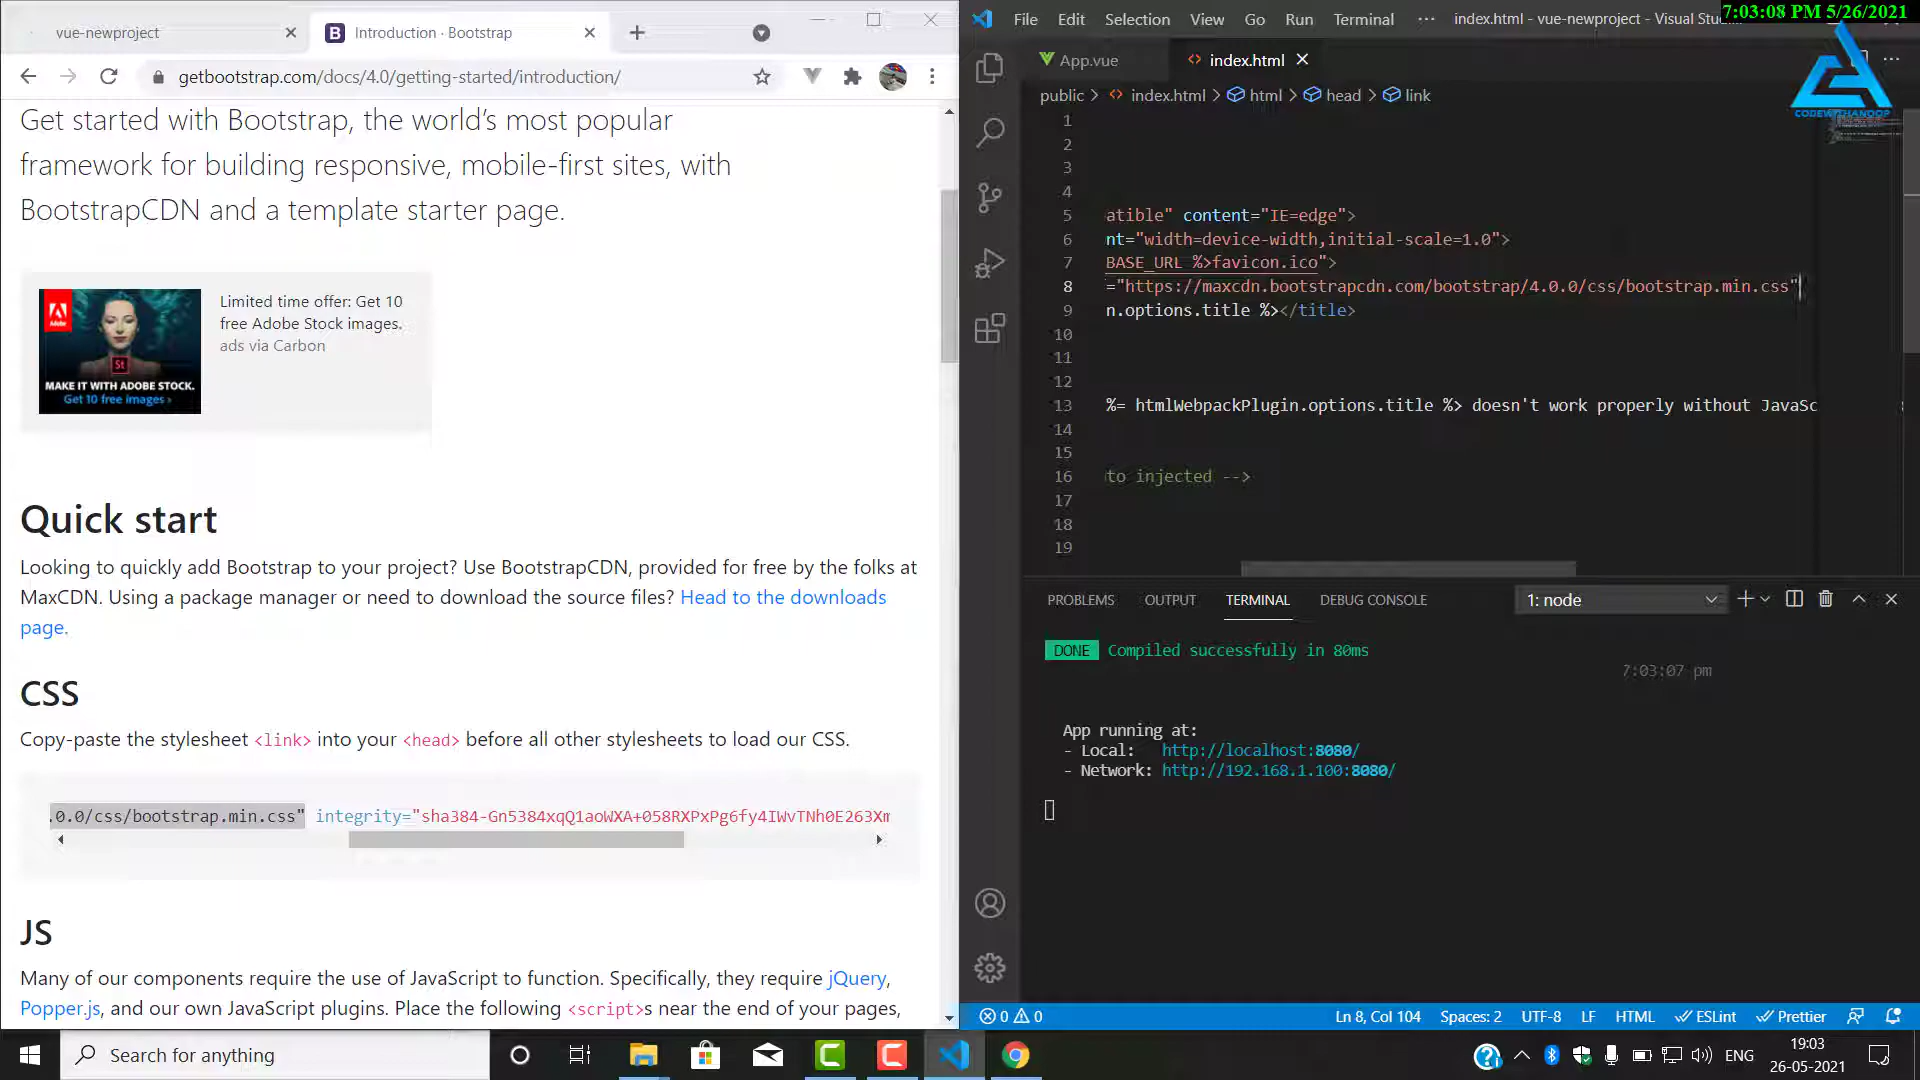 vue-newproject
Introduction · Bootstrap
getbootstrap.com/docs/4.0/getting-started/introduction/
Get started with Bootstrap, the world's most popular
framework for building responsive, mobile-first sites, with
BootstrapCDN and a template starter page.
Adobe
St
MAKE IT WITH ADOBE STOCK.
Get 10 free images ›
Limited time offer: Get 10
free Adobe Stock images.
ads via Carbon
Quick start
Looking to quickly add Bootstrap to your project? Use BootstrapCDN, provided for free by the folks at
MaxCDN. Using a package manager or need to download the source files? Head to the downloads
page.
CSS
Copy-paste the stylesheet <link> into your <head> before all other stylesheets to load our CSS.
.0.0/css/bootstrap.min.css" integrity="sha384-Gn5384xqQ1aoWXA+058RXPxPg6fy4IWvTNh0E263Xm
JS
Many of our components require the use of JavaScript to function. Specifically, they require jQuery,
Popper.js, and our own JavaScript plugins. Place the following <script>s near the end of your pages,
File Edit Selection View Go Run Terminal ··· index.html - vue-newproject - Visual Stu
7:03:08 PM 5/26/2021
CODEWITHANOOP
App.vue
index.html
public > index.html > html > head > link
1
2
3
4
5 atible" content="IE=edge">
6 nt="width=device-width,initial-scale=1.0">
7 BASE_URL %>favicon.ico">
8 ="https://maxcdn.bootstrapcdn.com/bootstrap/4.0.0/css/bootstrap.min.css"
9 n.options.title %></title>
10
11
12
13 %= htmlWebpackPlugin.options.title %> doesn't work properly without JavaSc
14
15
16 to injected -->
17
18
19
PROBLEMS OUTPUT TERMINAL DEBUG CONSOLE 1: node
DONE Compiled successfully in 80ms
7:03:07 pm
App running at:
- Local: http://localhost:8080/
- Network: http://192.168.1.100:8080/
0 0 Ln 8, Col 104 Spaces: 2 UTF-8 LF HTML ESLint Prettier
Search for anything
ENG
19:03
26-05-2021